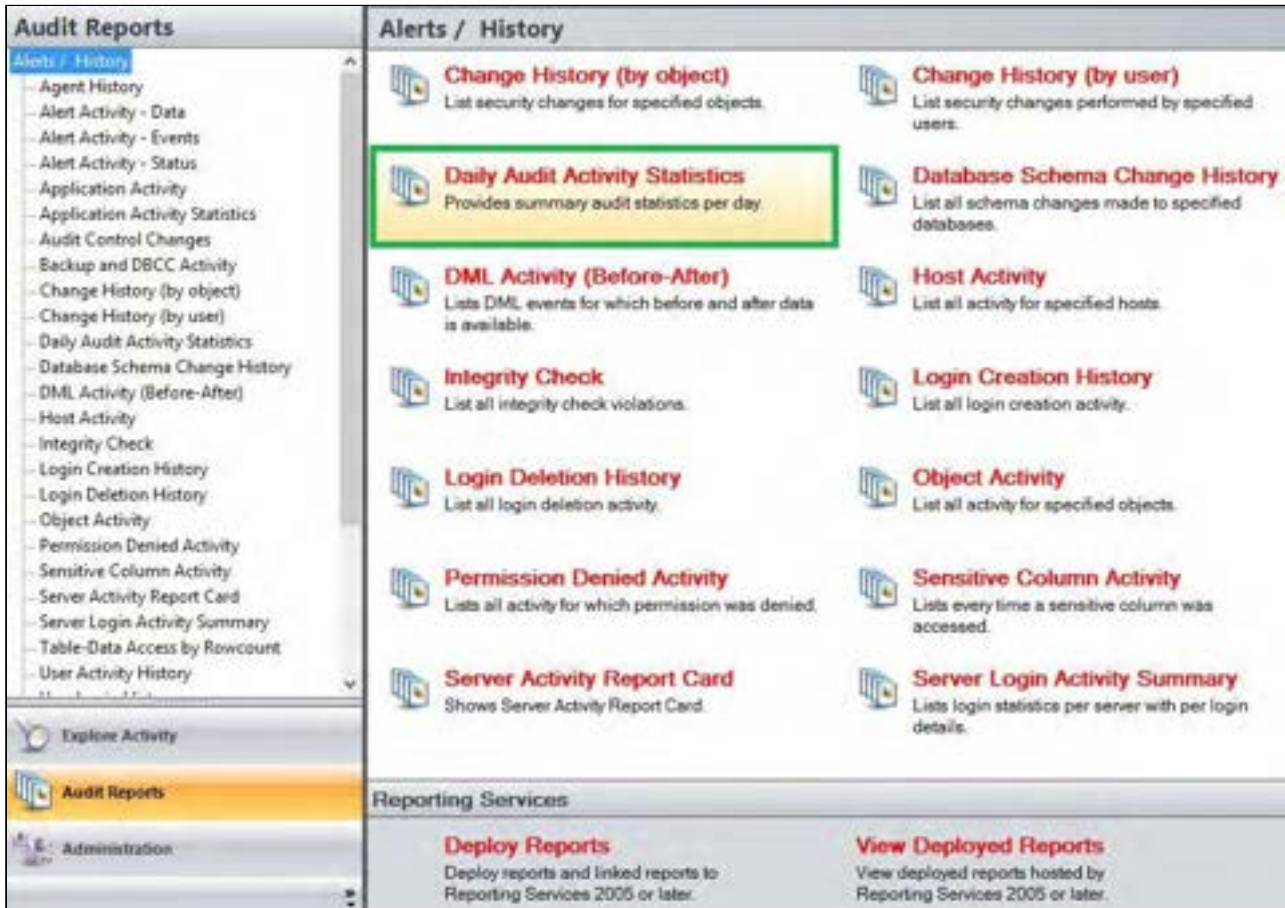 Audit Reports
Alerts / History
Agent History
Alert Activity - Data
Alert Activity - Events
Alert Activity - Status
Application Activity
Application Activity Statistics
Audit Control Changes
Backup and DBCC Activity
Change History (by object)
Change History (by user)
Daily Audit Activity Statistics
Database Schema Change History
DML Activity (Before-After)
Host Activity
Integrity Check
Login Creation History
Login Deletion History
Object Activity
Permission Denied Activity
Sensitive Column Activity
Server Activity Report Card
Server Login Activity Summary
Table-Data Access by Rowcount
User Activity History
Explore Activity
Audit Reports
Administration
Alerts / History
Change History (by object)
List security changes for specified objects.
Change History (by user)
List security changes performed by specified
users.
Daily Audit Activity Statistics
Provides summary audit statistics per day.
Database Schema Change History
List all schema changes made to specified
databases.
DML Activity (Before-After)
Lists DML events for which before and after data
is available.
Host Activity
List all activity for specified hosts.
Integrity Check
List all integrity check violations.
Login Creation History
List all login creation activity.
Login Deletion History
List all login deletion activity.
Object Activity
List all activity for specified objects.
Permission Denied Activity
Lists all activity for which permission was denied.
Sensitive Column Activity
Lists every time a sensitive column was
accessed.
Server Activity Report Card
Shows Server Activity Report Card.
Server Login Activity Summary
Lists login statistics per server with per login
details.
Reporting Services
Deploy Reports
Deploy reports and linked reports to
Reporting Services 2005 or later.
View Deployed Reports
View deployed reports hosted by
Reporting Services 2005 or later.